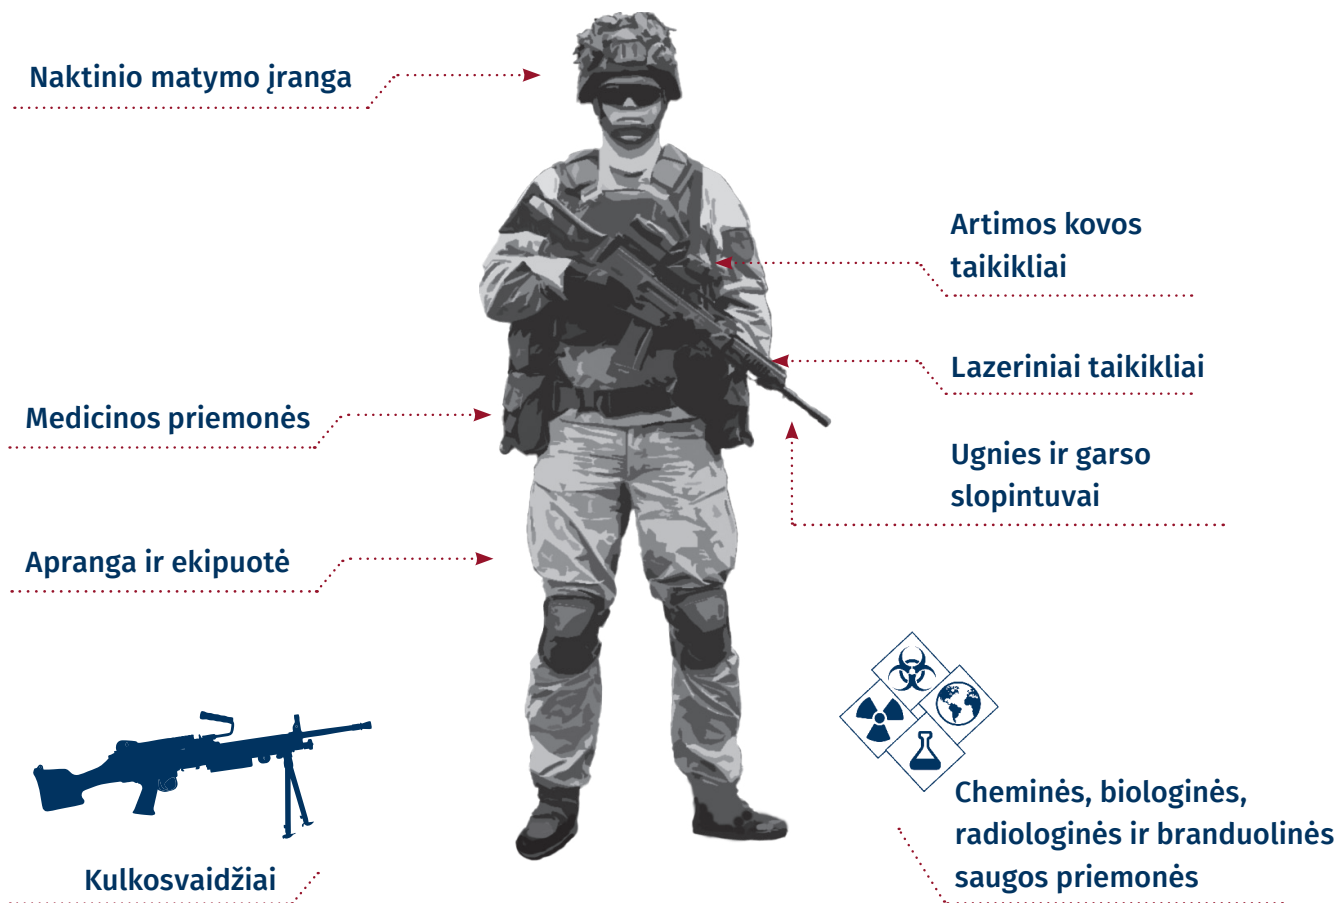 Naktinio matymo įranga
Artimos kovos
taikikliai
Lazeriniai taikikliai
Medicinos priemonės
Ugnies ir garso
slopintuvai
Apranga ir ekipuotė
Kulkosvaidžiai
Cheminės, biologinės,
radiologinės ir branduolinės
saugos priemonės